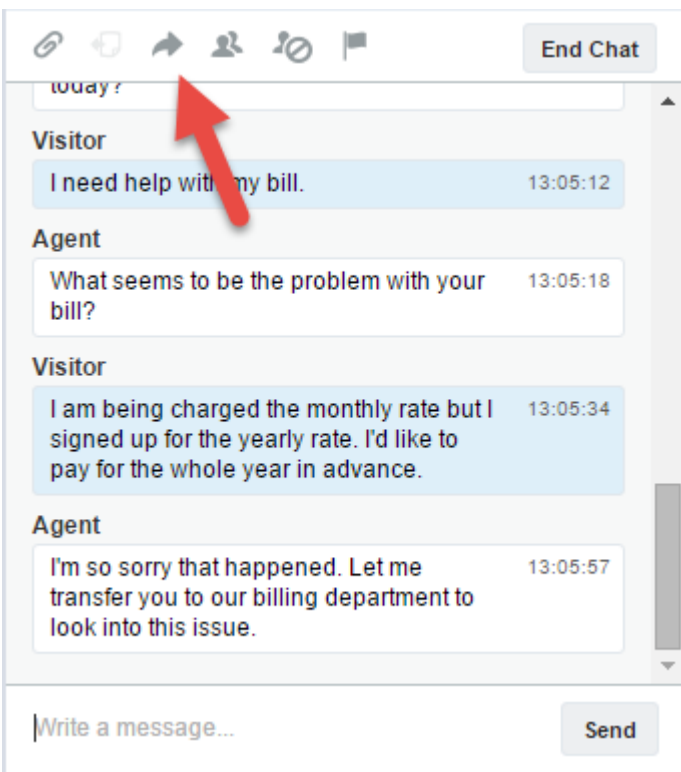 End Chat
today?
Visitor
I need help with my bill.
13:05:12
Agent
What seems to be the problem with your
13:05:18
bill?
Visitor
I am being charged the monthly rate but I
13:05:34
signed up for the yearly rate. I'd like to
pay for the whole year in advance.
Agent
I'm so sorry that happened. Let me
13:05:57
transfer you to our billing department to
look into this issue.
Write a message...
Send